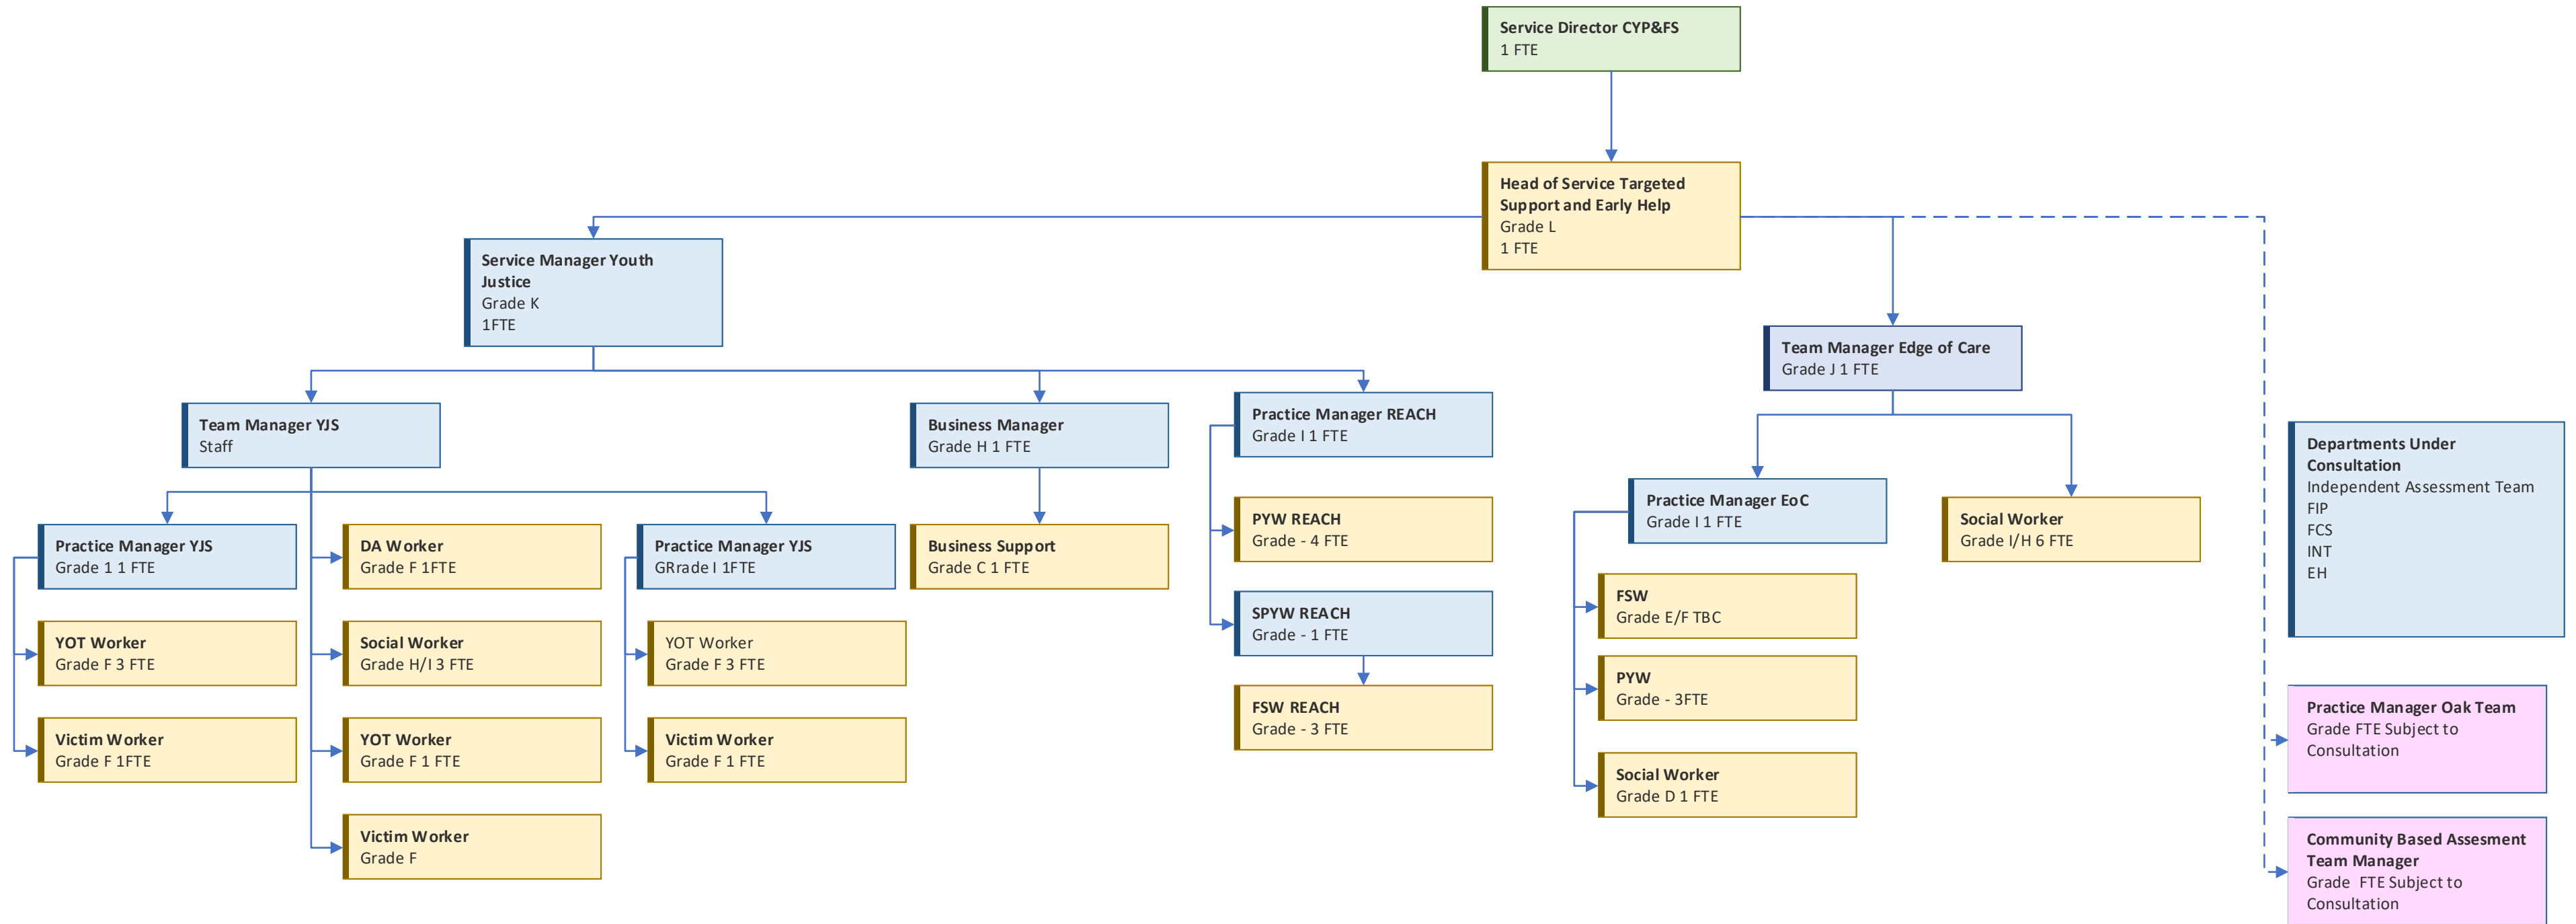 Service Director CYP&FS
1 FTE
Head of Service Targeted
Support and Early Help
Grade L
1 FTE
Service Manager Youth
Justice
Grade K
1FTE
Team Manager Edge of Care
Grade J 1 FTE
Team Manager YJS
Staff
Business Manager
Grade H 1 FTE
Practice Manager REACH
Grade I 1 FTE
Practice Manager YJS
Grade 1 1 FTE
YOT Worker
Grade F 3 FTE
Victim Worker
Grade F 1FTE
DA Worker
Grade F 1FTE
Social Worker
Grade H/I 3 FTE
YOT Worker
Grade F 1 FTE
Victim Worker
Grade F
Practice Manager YJS
GRrade I 1FTE
YOT Worker
Grade F 3 FTE
Victim Worker
Grade F 1 FTE
Business Support
Grade C 1 FTE
PYW REACH
Grade - 4 FTE
SPYW REACH
Grade - 1 FTE
FSW REACH
Grade - 3 FTE
Practice Manager EoC
Grade I 1 FTE
FSW
Grade E/F TBC
PYW
Grade - 3FTE
Social Worker
Grade D 1 FTE
Social Worker
Grade I/H 6 FTE
Departments Under
Consultation
Independent Assessment Team
FIP
FCS
INT
EH
Practice Manager Oak Team
Grade FTE Subject to
Consultation
Community Based Assesment
Team Manager
Grade  FTE Subject to
Consultation